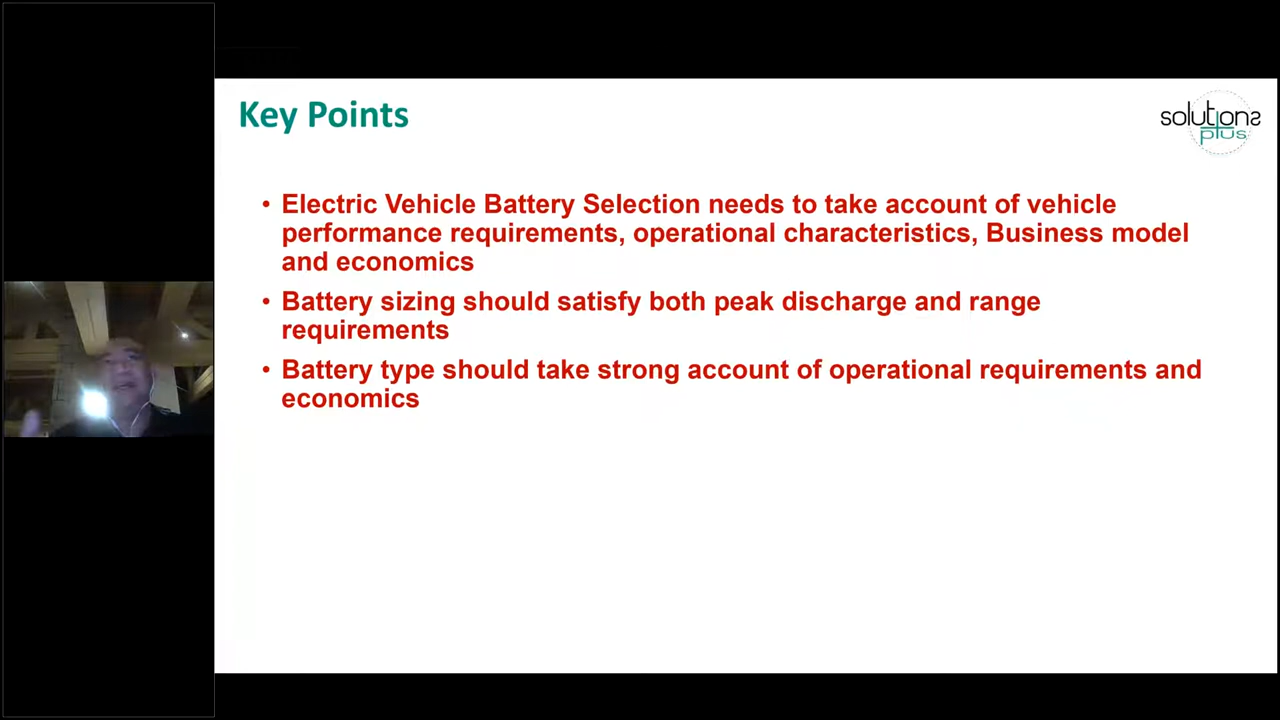 Key Points
solutions
plus
• Electric Vehicle Battery Selection needs to take account of vehicle
performance requirements, operational characteristics, Business model
and economics
• Battery sizing should satisfy both peak discharge and range
requirements
• Battery type should take strong account of operational requirements and
economics